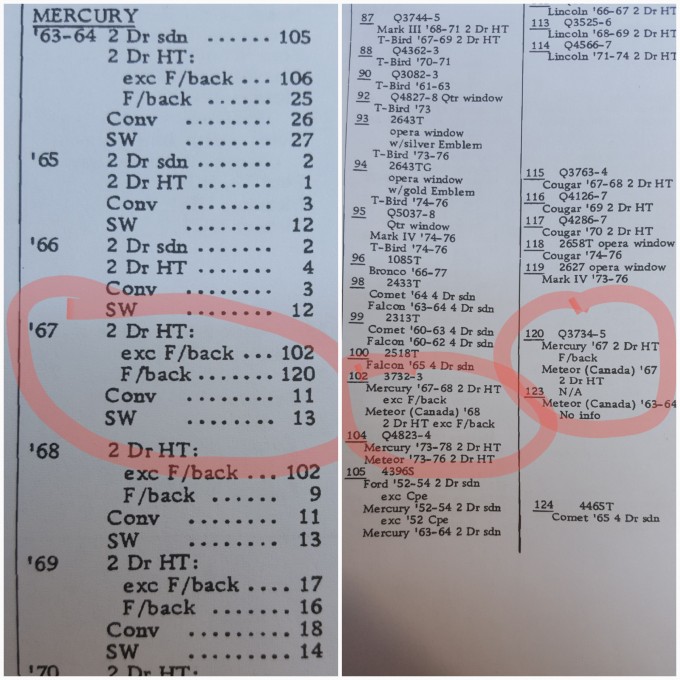 MERCURY
'63-64 2 Dr sdn ...... 105
2 Dr HT:
exc F/back ... 106
F/back ...... 25
Conv ........ 26
SW ........ 27
'65 2 Dr sdn ....... 2
2 Dr HT ....... 1
Conv ........ 3
SW ........ 12
'66 2 Dr sdn ....... 2
2 Dr HT ....... 4
Conv ........ 3
SW ........ 12
'67 2 Dr HT:
exc F/back ... 102
F/back ....... 120
Conv ........ 11
SW ........ 13
'68 2 Dr HT:
exc F/back ... 102
F/back ....... 9
Conv ........ 11
SW ........ 13
'69 2 Dr HT:
exc F/back .... 17
F/back ....... 16
Conv ......... 18
SW ......... 14
'70 2 Dr HT:
87 Q3744-5
Mark III '68-71 2 Dr HT
T-Bird '67-69 2 Dr HT
88 Q4362-3
T-Bird '70-71
90 Q3082-3
T-Bird '61-63
92 Q4827-8 Qtr window
T-Bird '73
93 2643T
opera window
w/silver Emblem
T-Bird '73-76
94 2643TG
opera window
w/gold Emblem
T-Bird '74-76
95 Q5037-8
Qtr window
Mark IV '74-76
T-Bird '74-76
96 1085T
Bronco '66-77
98 2433T
Comet '64 4 Dr sdn
Falcon '63-64 4 Dr sdn
99 2313T
Comet '60-63 4 Dr sdn
Falcon '60-62 4 Dr sdn
100 2518T
Falcon '65 4 Dr sdn
102 3732-3
Mercury '67-68 2 Dr HT
exc F/back
Meteor (Canada) '68
2 Dr HT exc F/back
104 Q4823-4
Mercury '73-78 2 Dr HT
Meteor '73-76 2 Dr HT
105 4396S
Ford '52-54 2 Dr sdn
exc Cpe
Mercury '52-54 2 Dr sdn
exc '52 Cpe
Mercury '63-64 2 Dr sdn
Lincoln '66-67 2 Dr HT
113 Q3525-6
Lincoln '68-69 2 Dr HT
114 Q4566-7
Lincoln '71-74 2 Dr HT
115 Q3763-4
Cougar '67-68 2 Dr HT
116 Q4126-7
Cougar '69 2 Dr HT
117 Q4286-7
Cougar '70 2 Dr HT
118 2658T opera window
Cougar '74-76
119 2627 opera window
Mark IV '73-76
120 Q3734-5
Mercury '67 2 Dr HT
F/back
Meteor (Canada) '67
2 Dr HT
123 N/A
Meteor (Canada) '63-64
No info
124 4465T
Comet '65 4 Dr sdn